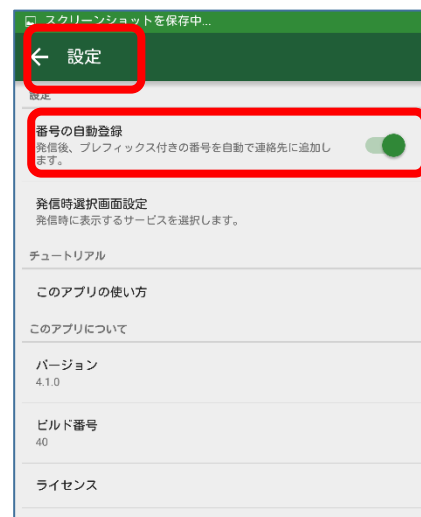 スクリーンショットを保存中...
設定
設定
番号の自動登録
発信後、プレフィックス付きの番号を自動で連絡先に追加し
ます。
発信時選択画面設定
発信時に表示するサービスを選択します。
チュートリアル
このアプリの使い方
このアプリについて
バージョン
4.1.0
ビルド番号
40
ライセンス